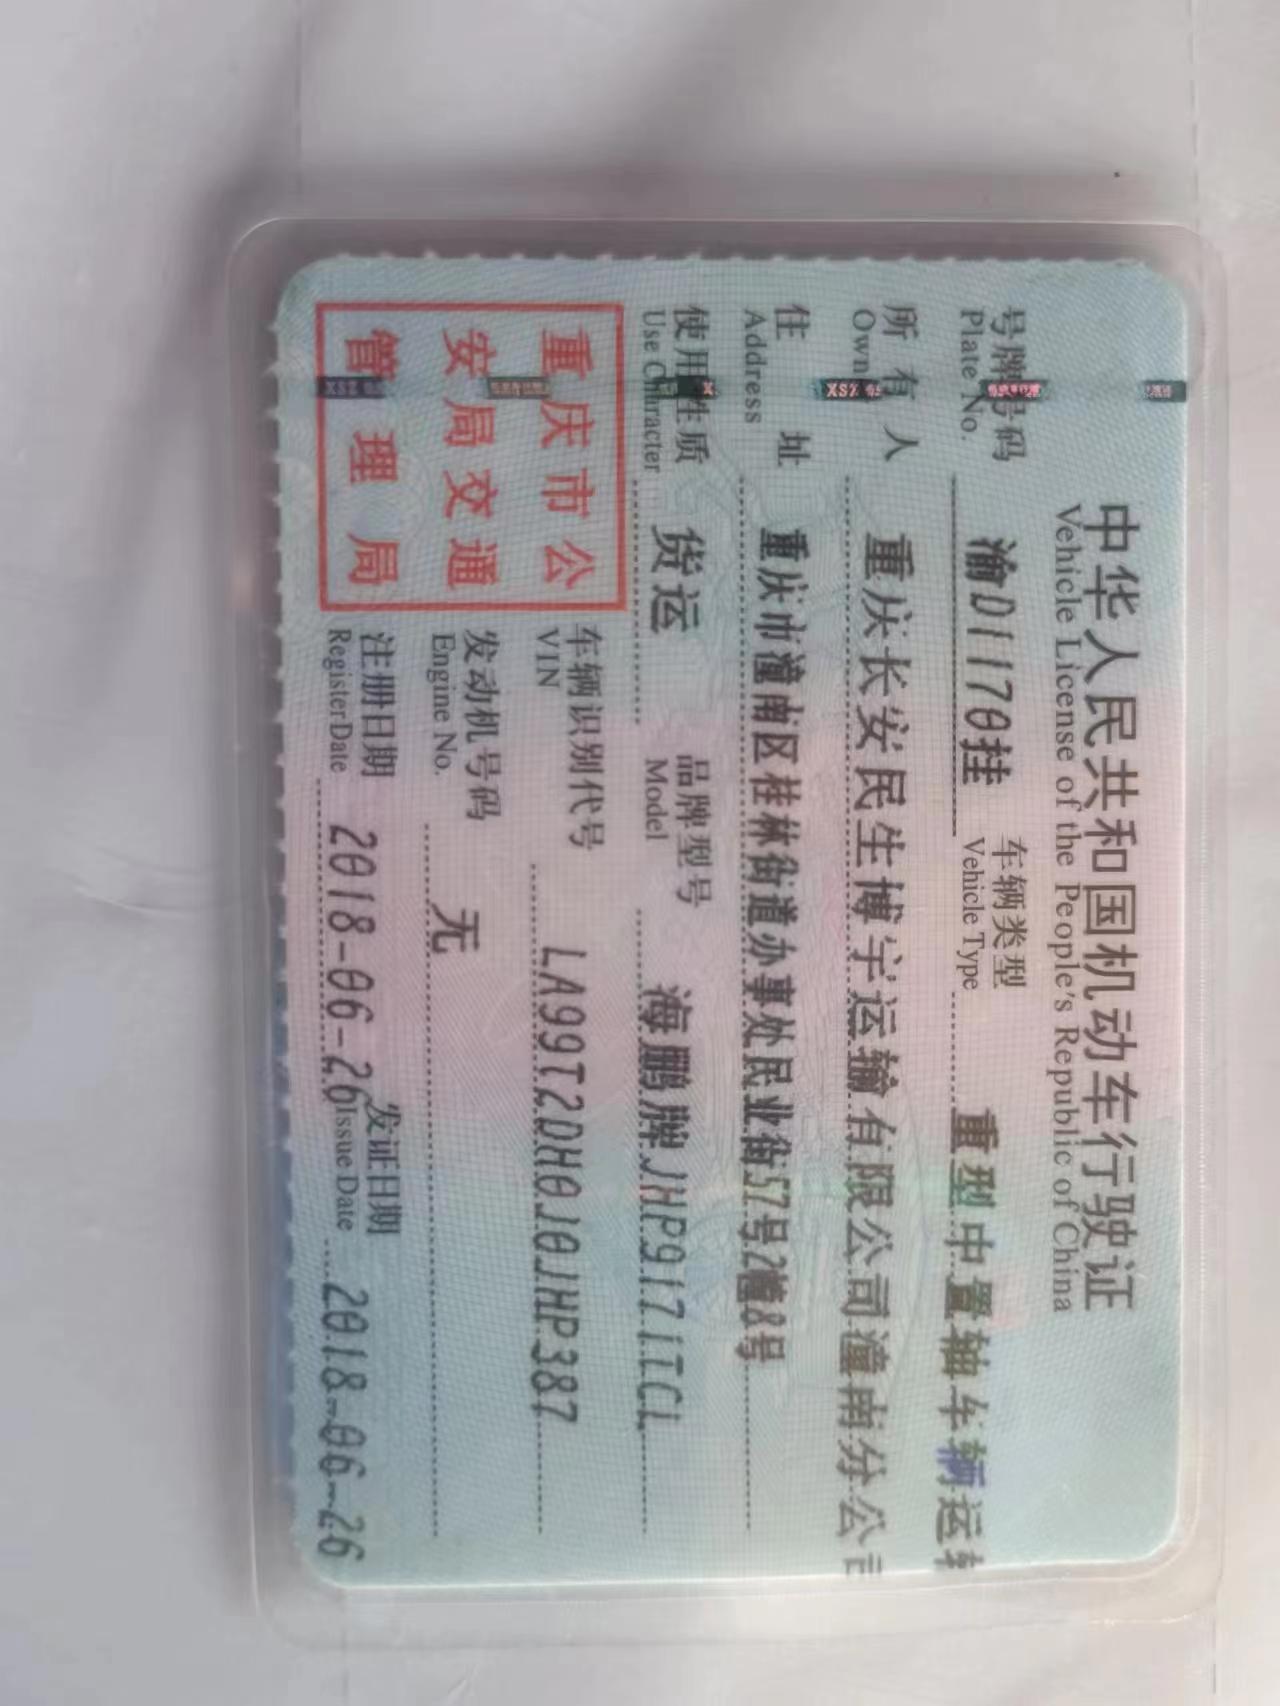 中华人民共和国机动车行驶证
Vehicle License of the People's Republic of China
号牌号码 渝D1170挂 车辆类型 重型中置轴车辆运
Plate No. Vehicle Type
所有人 重庆长安民生博宇运输有限公司潼南分公
Own
住址 重庆市潼南区桂林街道办事处民业街57号2幢8号
Address
使用性质 货运 品牌型号 海鹏牌JHP9171TCL
Use Character Model
重庆市公
安局交通
管理局
车辆识别代号 LA99T2DH0J0JHP387
VIN
发动机号码 无
Engine No.
注册日期 2018-06-26 发证日期 2018-06-26
Register Date Issue Date